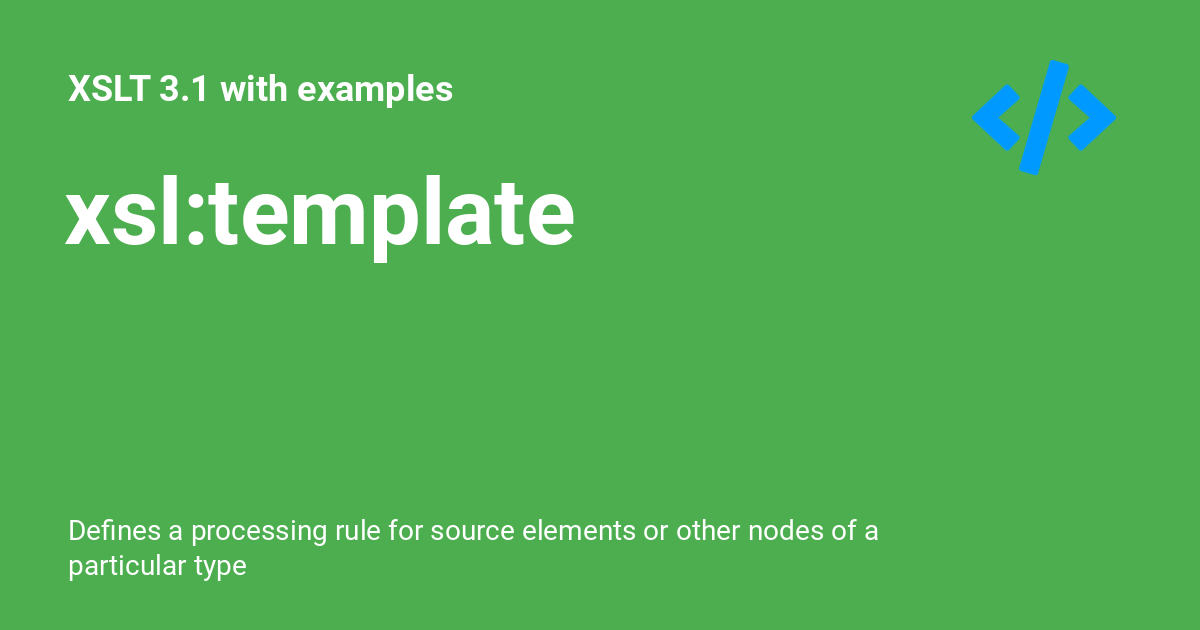 XSLT 3.1 with examples
xsl:template
Defines a processing rule for source elements or other nodes of a
particular type